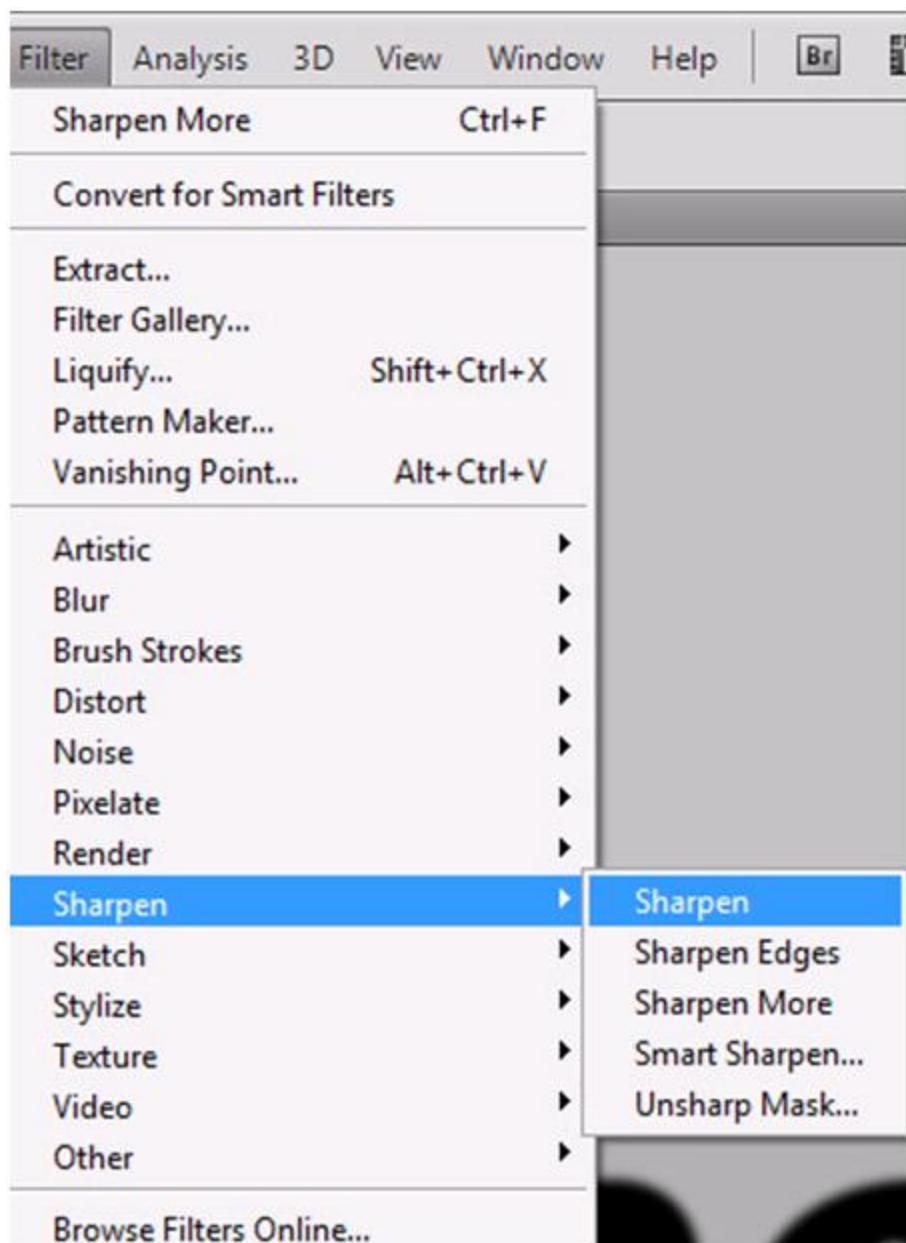 Filter Analysis 3D View Window Help Br
Sharpen More Ctrl+F
Convert for Smart Filters
Extract...
Filter Gallery...
Liquify... Shift+Ctrl+X
Pattern Maker...
Vanishing Point... Alt+Ctrl+V
Artistic
Blur
Brush Strokes
Distort
Noise
Pixelate
Render
Sharpen
Sketch
Stylize
Texture
Video
Other
Browse Filters Online...
Sharpen
Sharpen Edges
Sharpen More
Smart Sharpen...
Unsharp Mask...